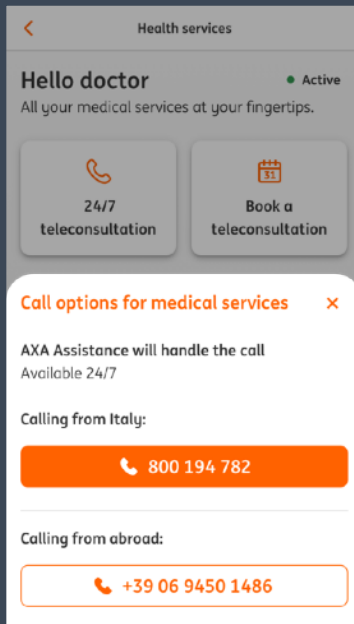 Health services
Hello doctor
Active
All your medical services at your fingertips.
31
24/7
teleconsultation
Book a
teleconsultation
Call options for medical services
AXA Assistance will handle the call
Available 24/7
Calling from Italy:
800 194 782
Calling from abroad:
+39 06 9450 1486